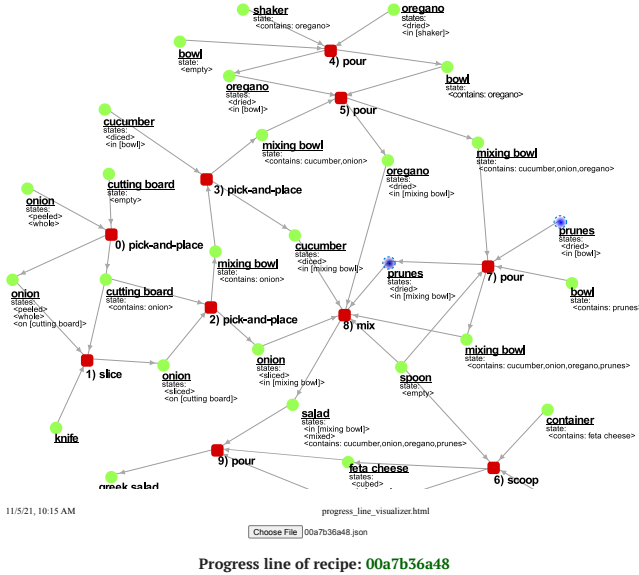 shaker
state:
<contains: oregano>
oregano
states:
<dried>
<in [shaker]>
bowl
state:
<empty>
4) pour
oregano
states:
<dried>
<in [bowl]>
bowl
state:
<contains: oregano>
5) pour
cucumber
states:
<diced>
<in [bowl]>
mixing bowl
state:
<contains: cucumber,onion>
oregano
states:
<dried>
<in [mixing bowl]>
mixing bowl
state:
<contains: cucumber,onion,oregano>
onion
states:
<peeled>
<whole>
cutting board
state:
<empty>
3) pick-and-place
0) pick-and-place
cucumber
states:
<diced>
<in [mixing bowl]>
prunes
states:
<dried>
<in [bowl]>
mixing bowl
state:
<contains: onion>
prunes
states:
<dried>
<in [mixing bowl]>
7) pour
onion
states:
<peeled>
<whole>
<on [cutting board]>
cutting board
state:
<contains: onion>
2) pick-and-place
8) mix
bowl
state:
<contains: prunes
1) slice
onion
states:
<sliced>
<on [cutting board]>
onion
states:
<sliced>
<in [mixing bowl]>
mixing bowl
state:
<contains: cucumber,onion,oregano,prunes>
spoon
state:
<empty>
knife
salad
states:
<in [mixing bowl]>
<mixed>
<contains: cucumber,onion,oregano,prunes>
container
state:
<contains: feta cheese>
9) pour
feta cheese
states:
<cubed>
6) scoop
greek salad
11/5/21, 10:15 AM
progress_line_visualizer.html
Choose File 00a7b36a48.json
Progress line of recipe: 00a7b36a48